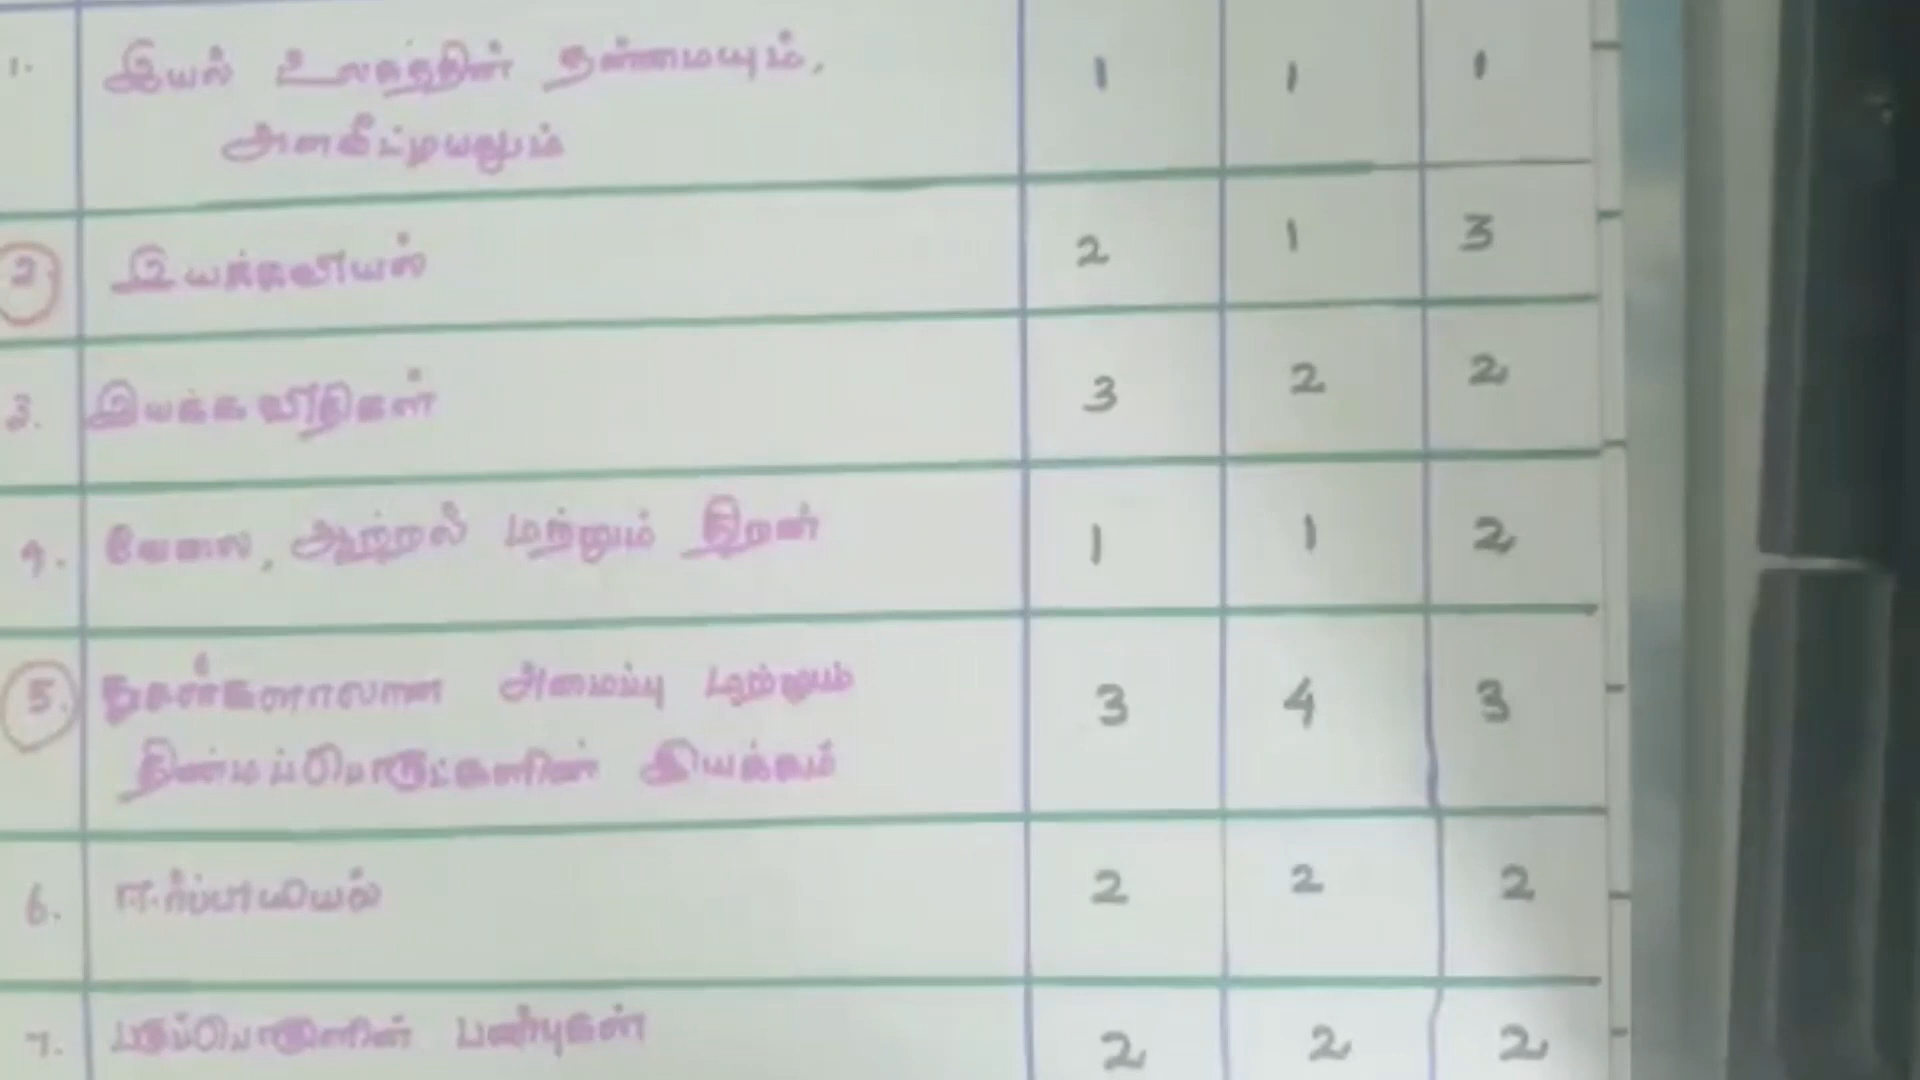 1. இயல் உலகத்தின் தன்மையும், 1 1 1
அளவீட்டியலும்
2. இயக்கவியல் 2 1 3
3. இயக்க விதிகள் 3 2 2
4. வேலை, ஆற்றல் மற்றும் திறன் 1 1 2
5. துகள்களாலான அமைப்பு மற்றும் 3 4 3
திண்மப்பொருட்களின் இயக்கம்
6. ஈர்ப்பியியல் 2 2 2
7. பருப்பொருளின் பண்புகள் 2 2 2